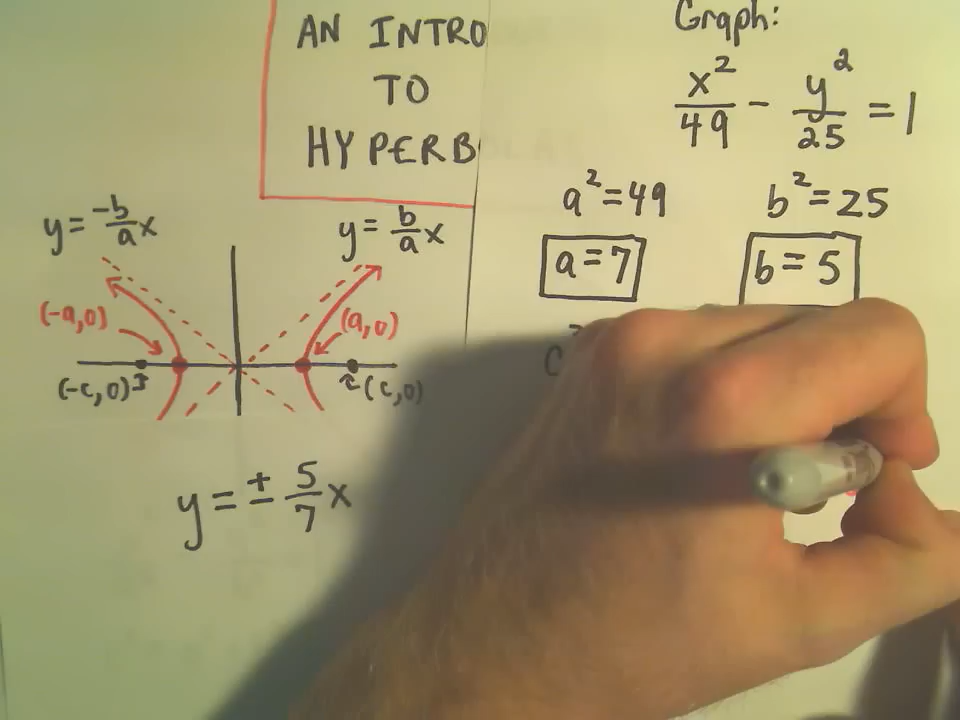 AN INTRO
TO
HYPERB
Graph:
x²/49 - y²/25 = 1
a²=49
b²=25
a=7
b=5
y=-b/a x
y=b/a x
(-a,0)
(a,0)
(-c,0)
(c,0)
y=±5/7 x